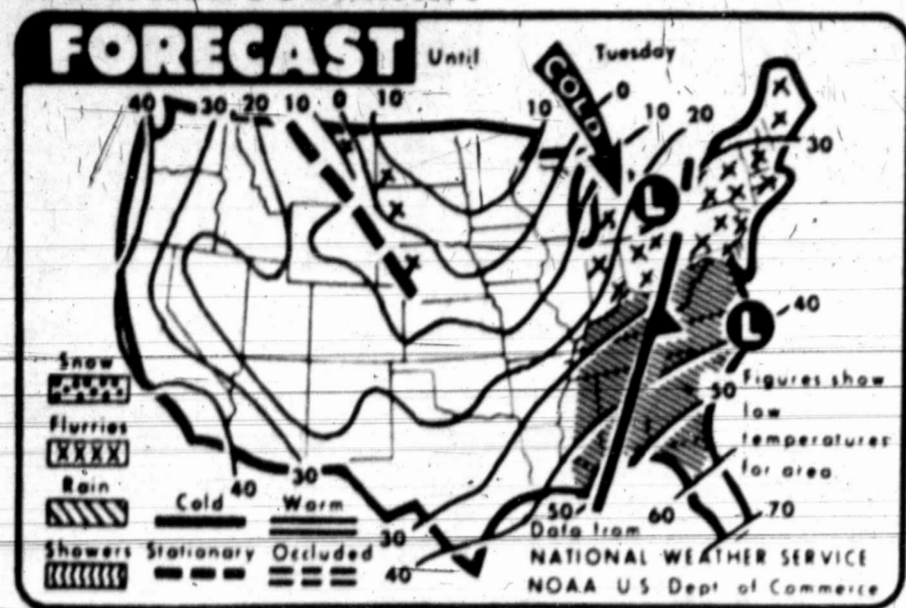 FORECAST Until Tuesday
COLD
40 30 20 10 0 10 10 0 10 20
30
L
L 40
50
Figures show
low
temperatures
for area
Snow
Flurries
XXXX
Rain
Showers
Cold Warm
Stationary Occluded
40 30
30
40
50 60 70
Data from
NATIONAL WEATHER SERVICE
NOAA U S Dept of Commerce